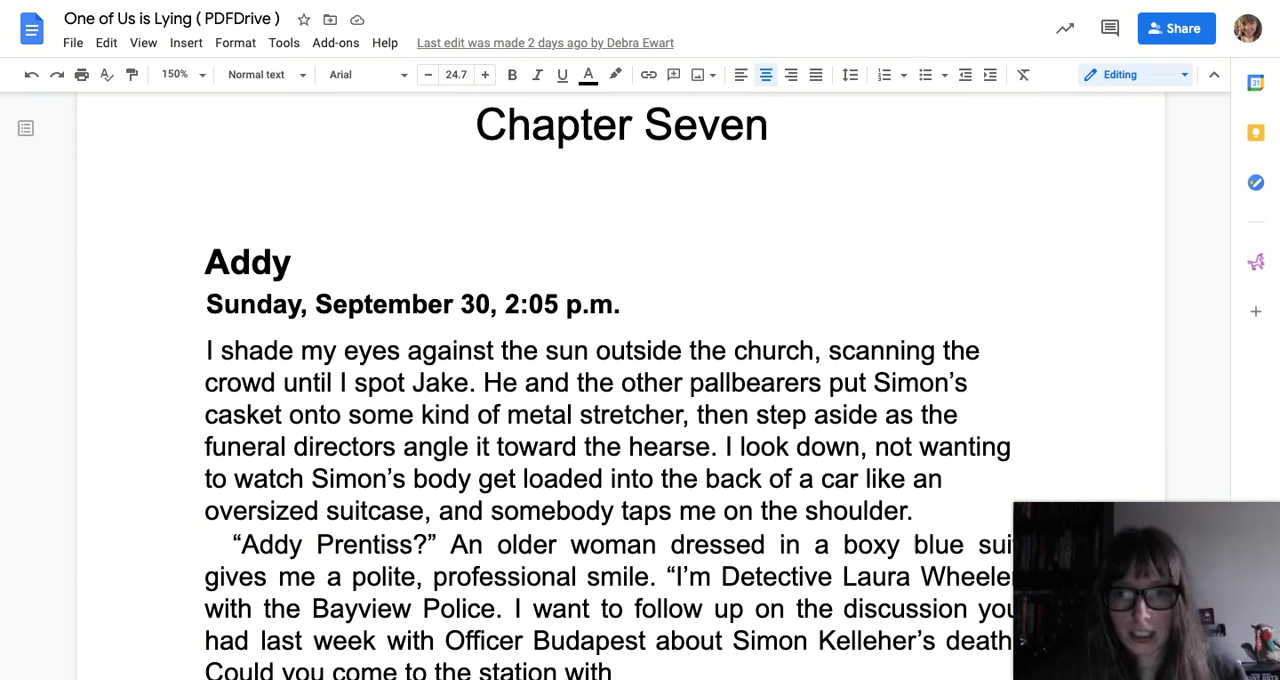 One of Us is Lying ( PDFDrive )
File Edit View Insert Format Tools Add-ons Help Last edit was made 2 days ago by Debra Ewart
Share
150% Normal text Arial − 24.7 + B I U A Editing
31
Chapter Seven
Addy
Sunday, September 30, 2:05 p.m.
I shade my eyes against the sun outside the church, scanning the
crowd until I spot Jake. He and the other pallbearers put Simon’s
casket onto some kind of metal stretcher, then step aside as the
funeral directors angle it toward the hearse. I look down, not wanting
to watch Simon’s body get loaded into the back of a car like an
oversized suitcase, and somebody taps me on the shoulder.
“Addy Prentiss?” An older woman dressed in a boxy blue sui
gives me a polite, professional smile. “I’m Detective Laura Wheeler
with the Bayview Police. I want to follow up on the discussion you
had last week with Officer Budapest about Simon Kelleher’s death
Could you come to the station with